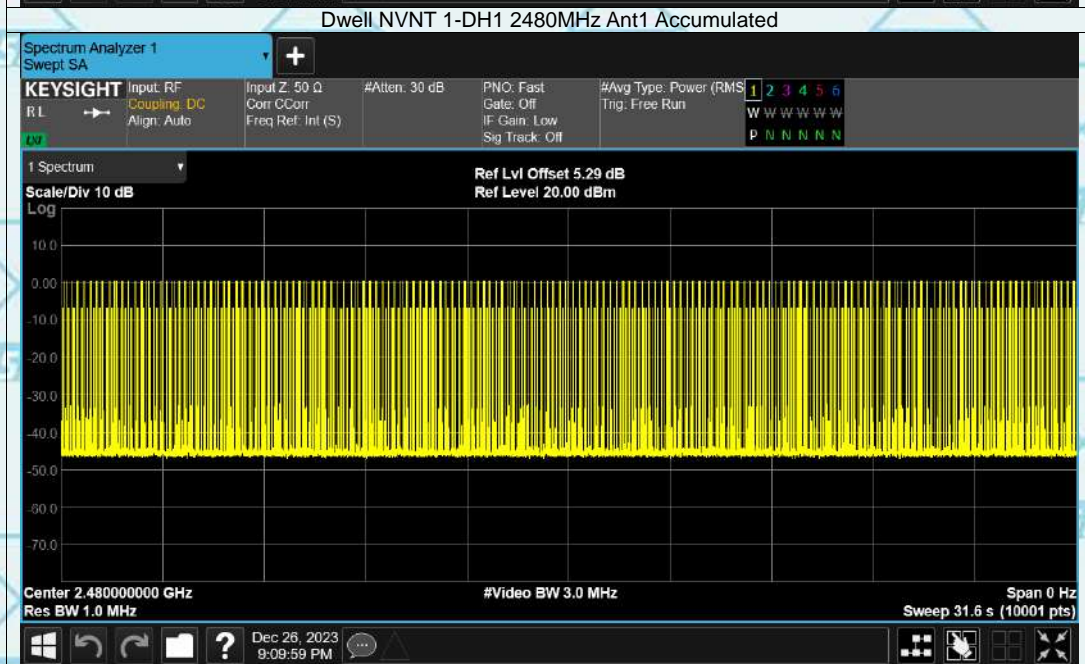 Dwell NVNT 1-DH1 2480MHz Ant1 Accumulated
Spectrum Analyzer 1
Swept SA
+
KEYSIGHT Input: RF Input Z: 50 Ω #Atten: 30 dB PNO: Fast #Avg Type: Power (RMS 1 2 3 4 5 6
R L Coupling: DC Corr CCorr Gate: Off Trig: Free Run
Align: Auto Freq Ref: Int (S) IF Gain: Low W W W W W W
LXI Sig Track: Off P N N N N N
1 Spectrum
Ref Lvl Offset 5.29 dB
Scale/Div 10 dB Ref Level 20.00 dBm
Log
10.0
0.00
-10.0
-20.0
-30.0
-40.0
-50.0
-60.0
-70.0
Center 2.480000000 GHz #Video BW 3.0 MHz Span 0 Hz
Res BW 1.0 MHz Sweep 31.6 s (10001 pts)
? Dec 26, 2023
9:09:59 PM